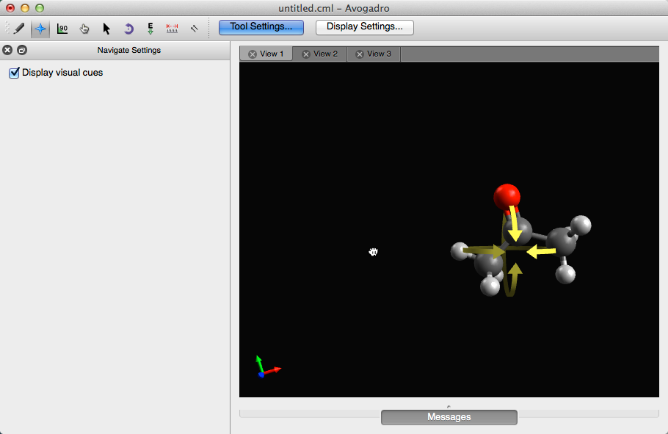 untitled.cml – Avogadro
90 E Tool Settings... Display Settings...
Navigate Settings
Display visual cues
View 1 View 2 View 3
Messages